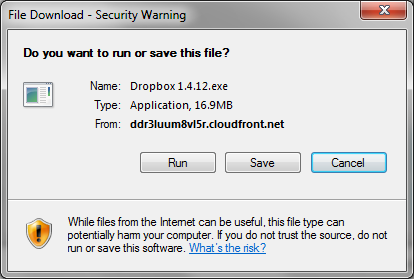 File Download - Security Warning
Do you want to run or save this file?
Name: Dropbox 1.4.12.exe
Type: Application, 16.9MB
From: ddr3luum8vl5r.cloudfront.net
Run Save Cancel
While files from the Internet can be useful, this file type can
potentially harm your computer. If you do not trust the source, do not
run or save this software. What's the risk?